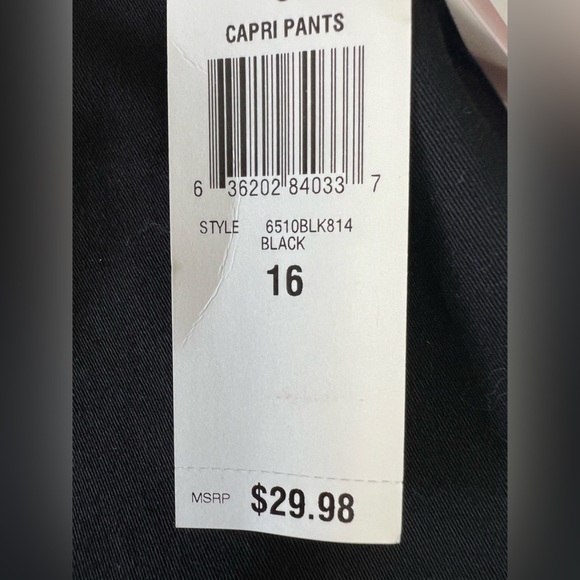 CAPRI PANTS
6 36202 84033 7
STYLE 6510BLK814
BLACK
16
MSRP $29.98